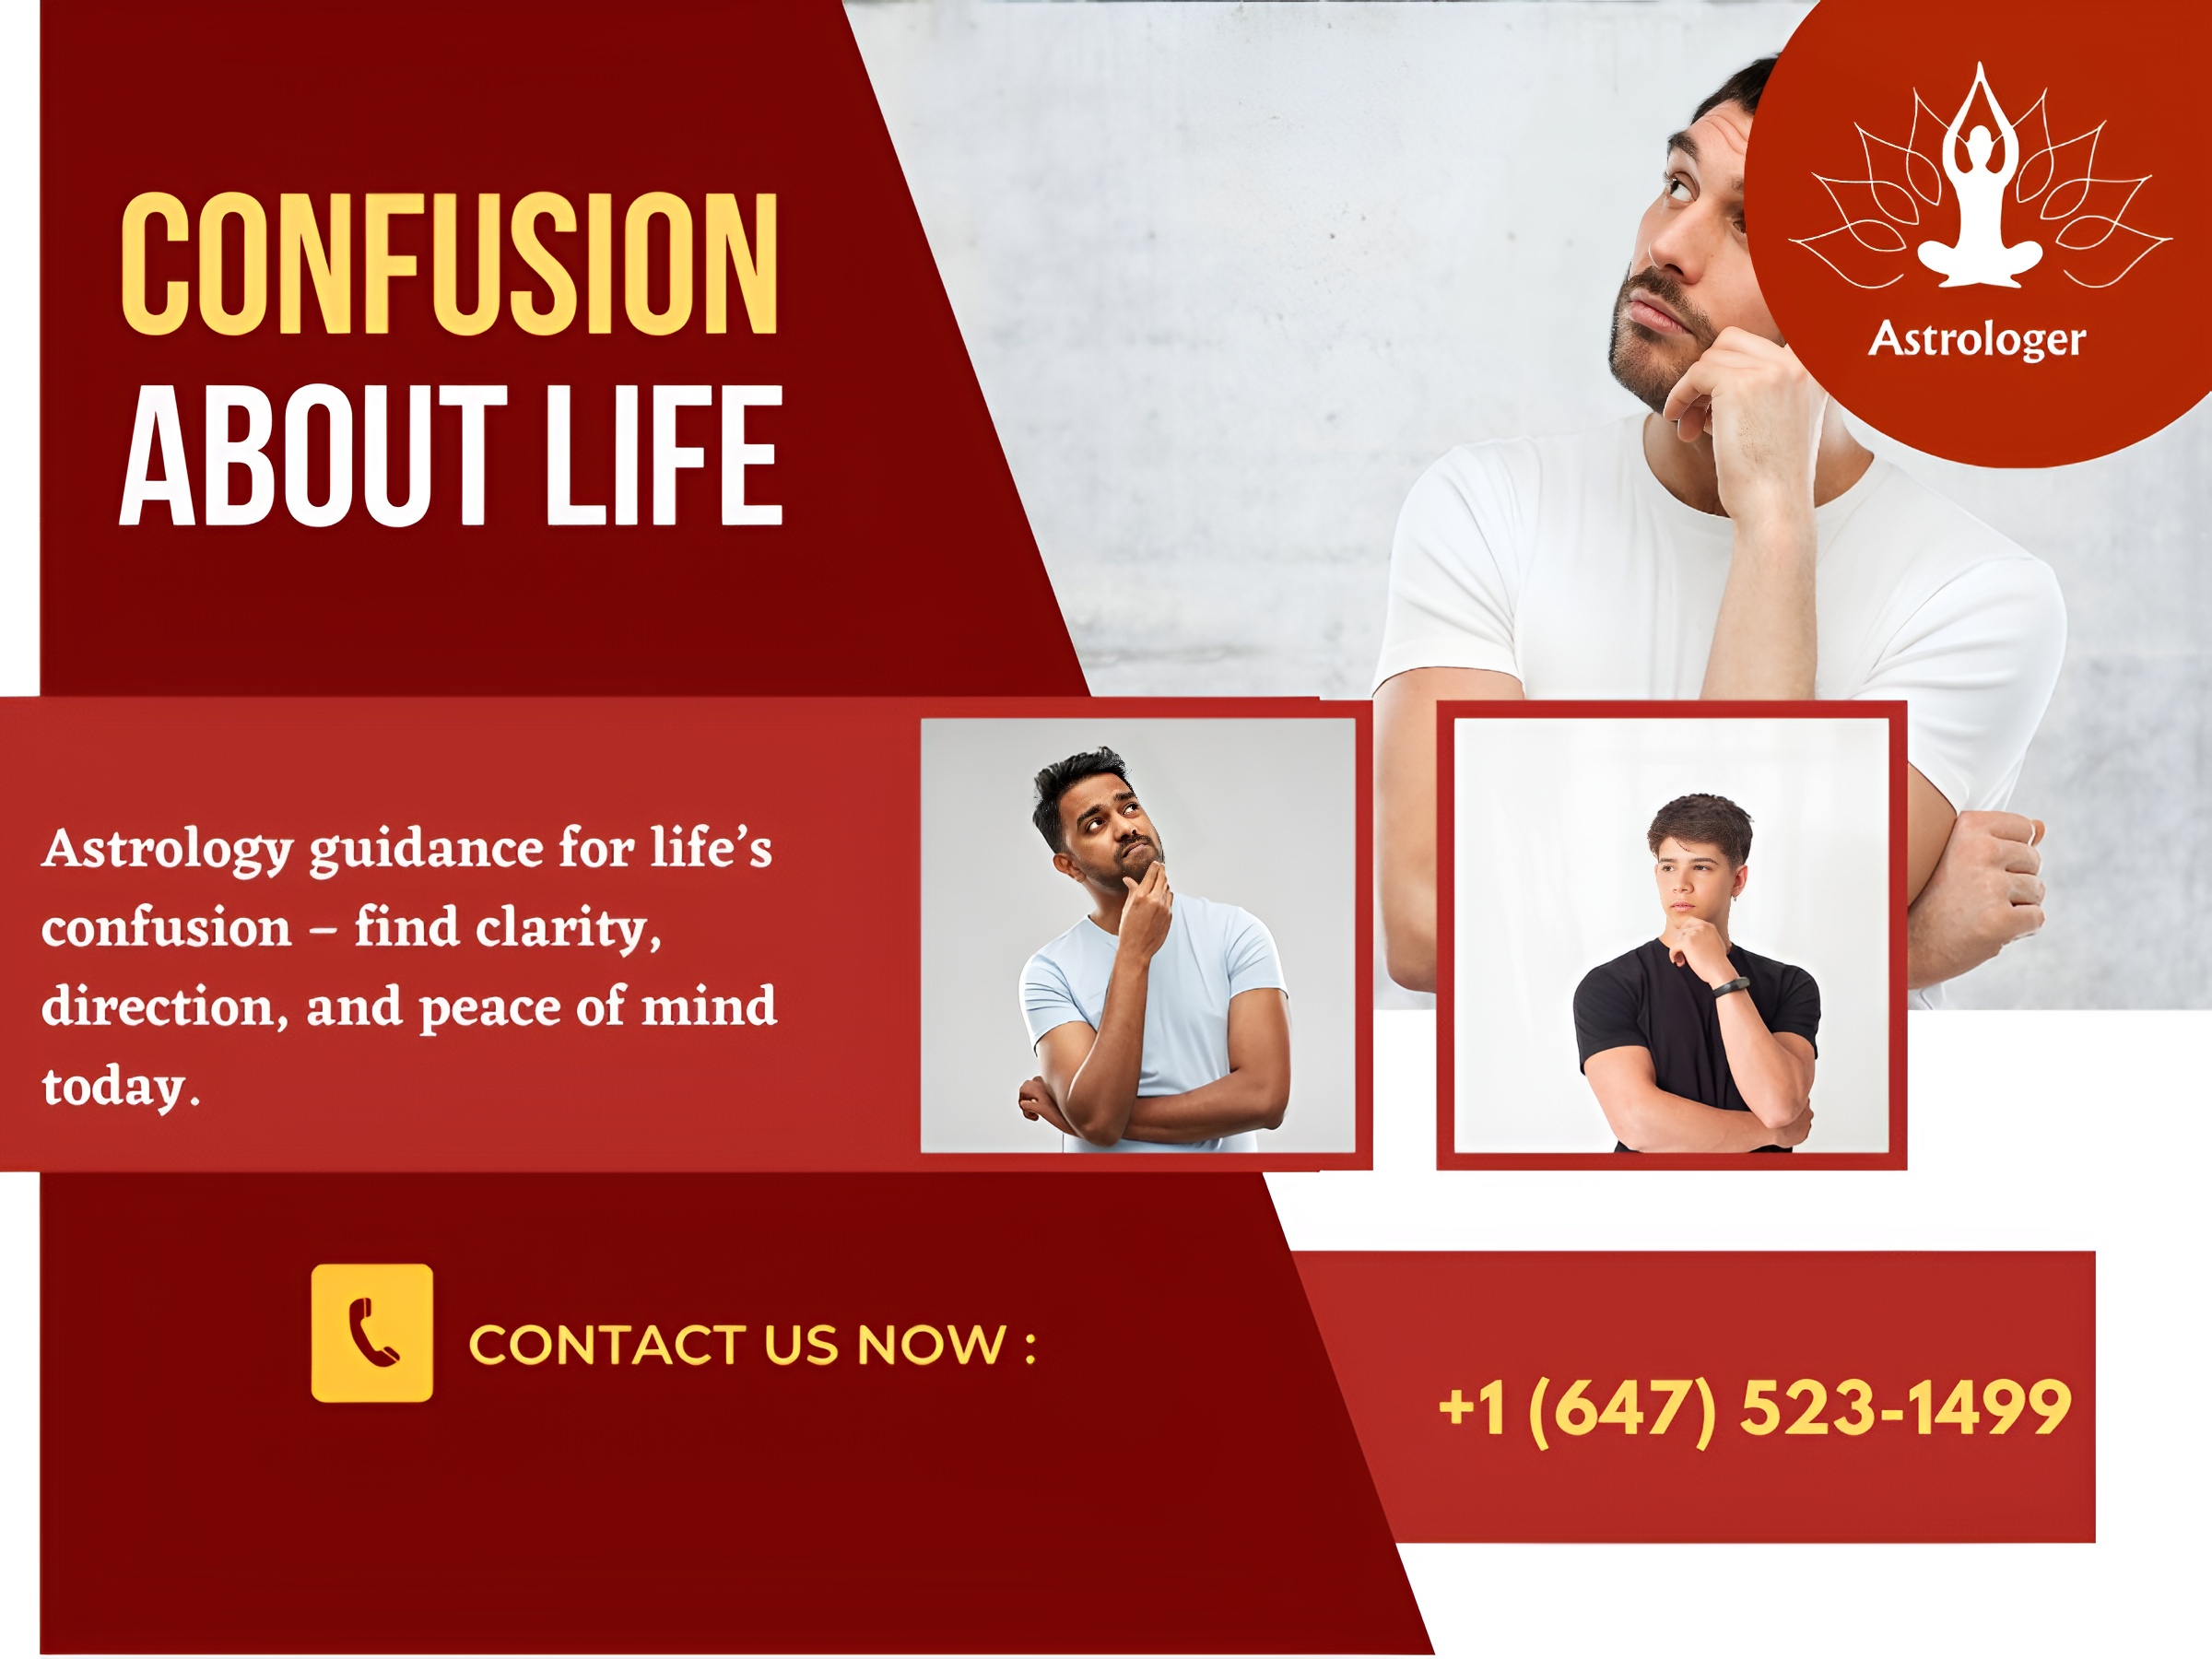 CONFUSION
ABOUT LIFE
Astrologer
Astrology guidance for life’s
confusion – find clarity,
direction, and peace of mind
today.
CONTACT US NOW :
+1 (647) 523-1499